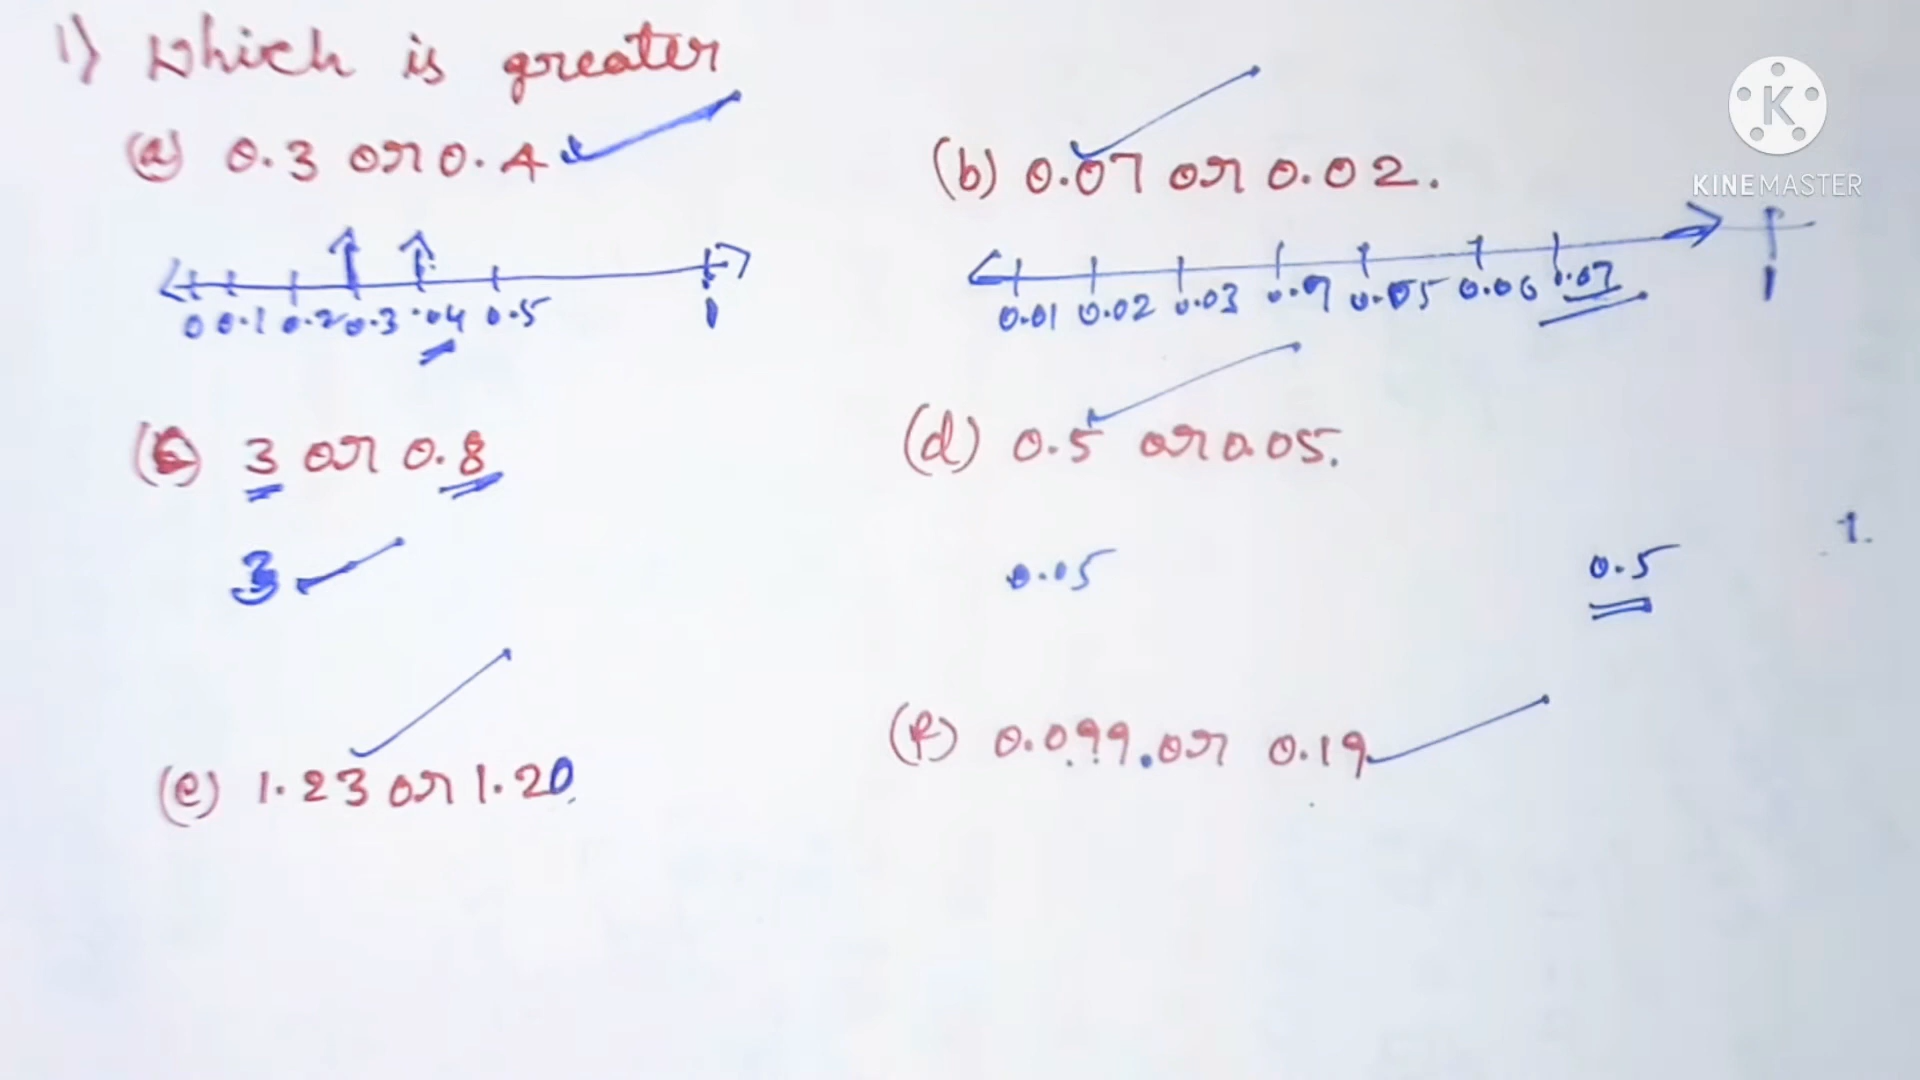 1) Which is greater
(a) 0.3 or 0.4
0 0.1 0.2 0.3 .04 0.5 1
(b) 0.07 or 0.02.
0.01 0.02 0.03 0.05 0.06 0.07 1
(c) 3 or 0.8
3
(d) 0.5 or 0.05.
0.05 0.5 1.
(e) 1.23 or 1.20
(f) 0.099 or 0.19
KINEMASTER